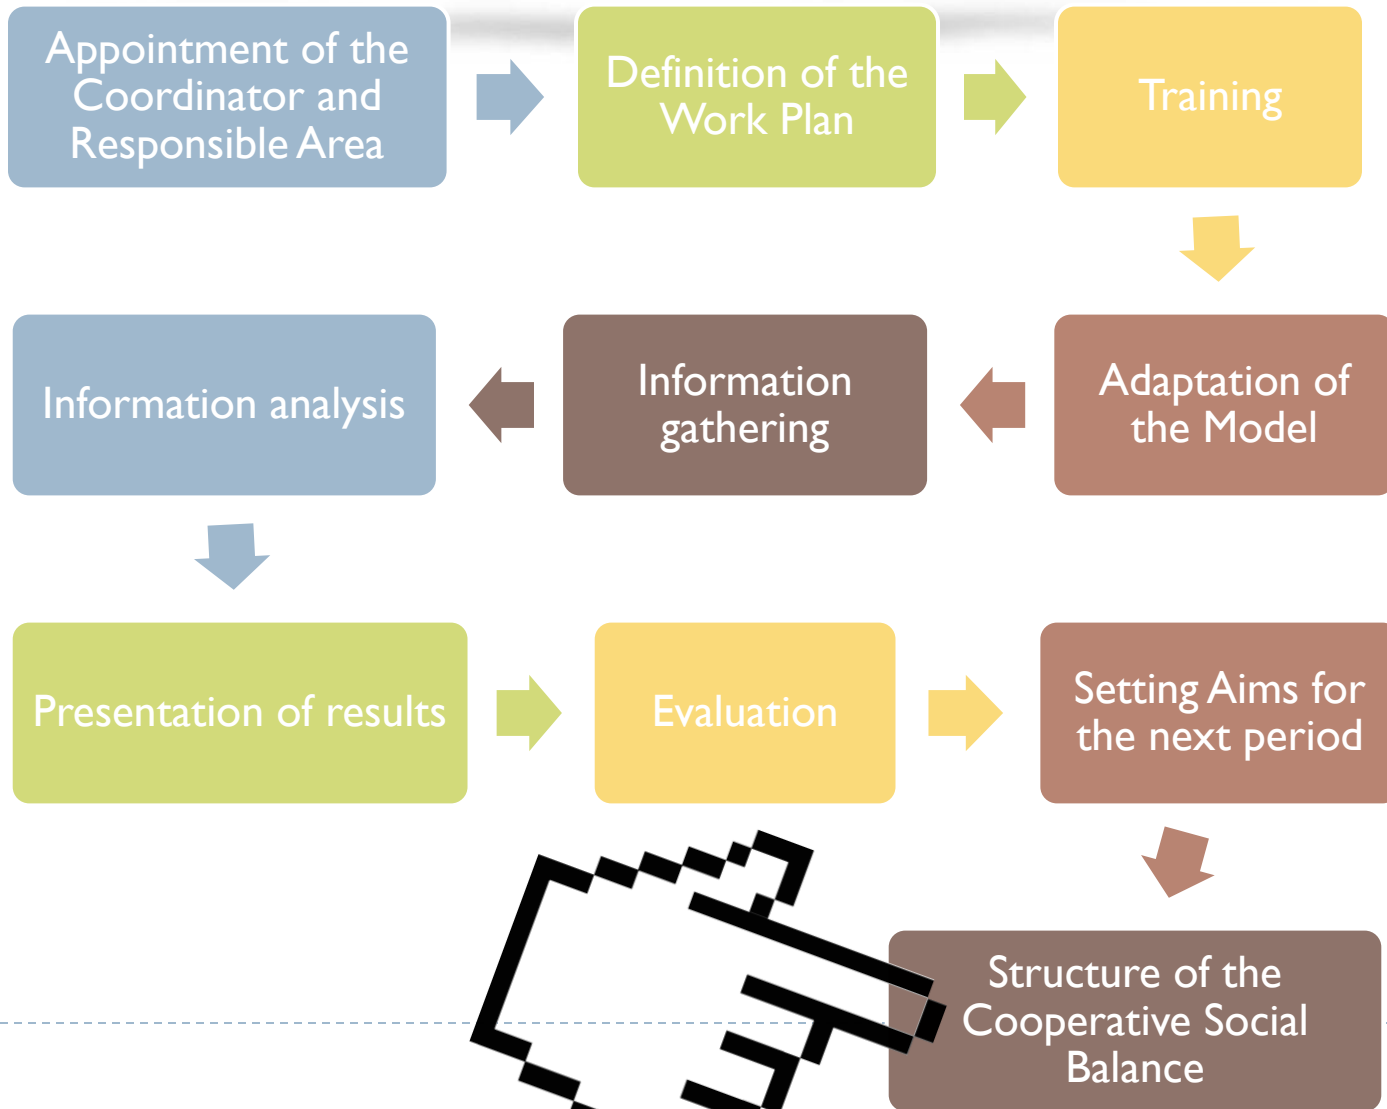 Appointment of the
Coordinator and
Responsible Area
Definition of the
Work Plan
Training
Adaptation of
the Model
Information
gathering
Information analysis
Presentation of results
Evaluation
Setting Aims for
the next period
Structure of the
Cooperative Social
Balance